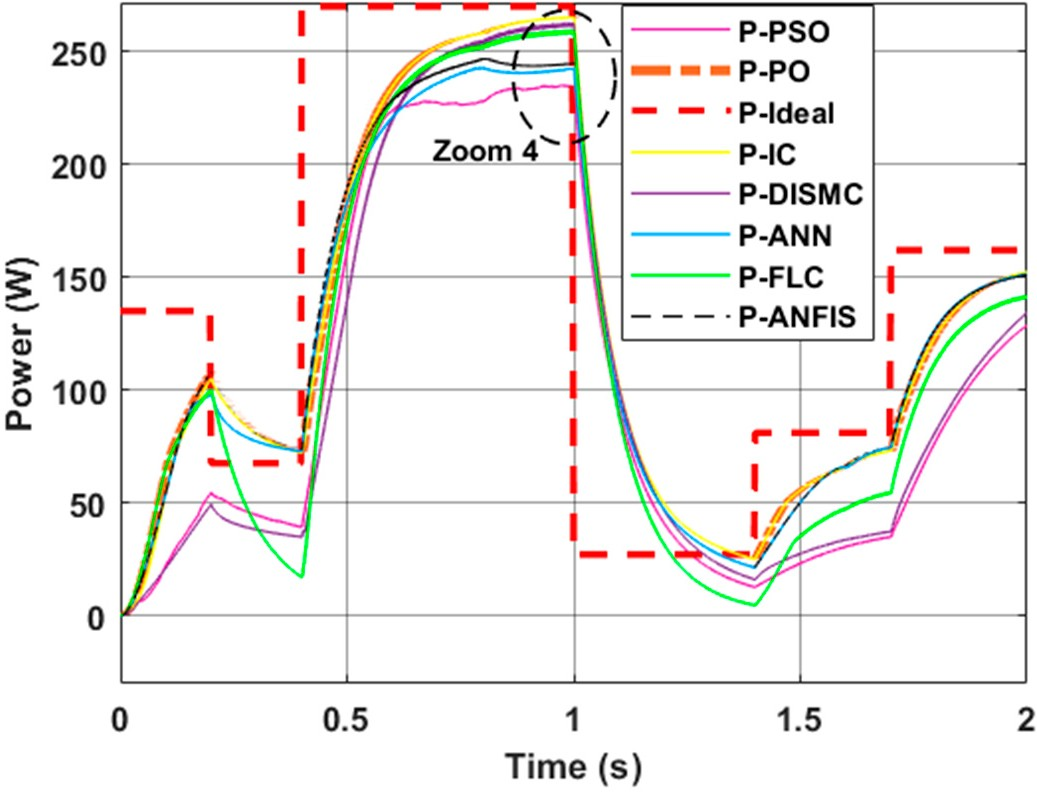 250
200
150
100
50
0
Power (W)
0
0.5
1
1.5
2
Time (s)
Zoom 4
P-PSO
P-PO
P-Ideal
P-IC
P-DISMC
P-ANN
P-FLC
P-ANFIS